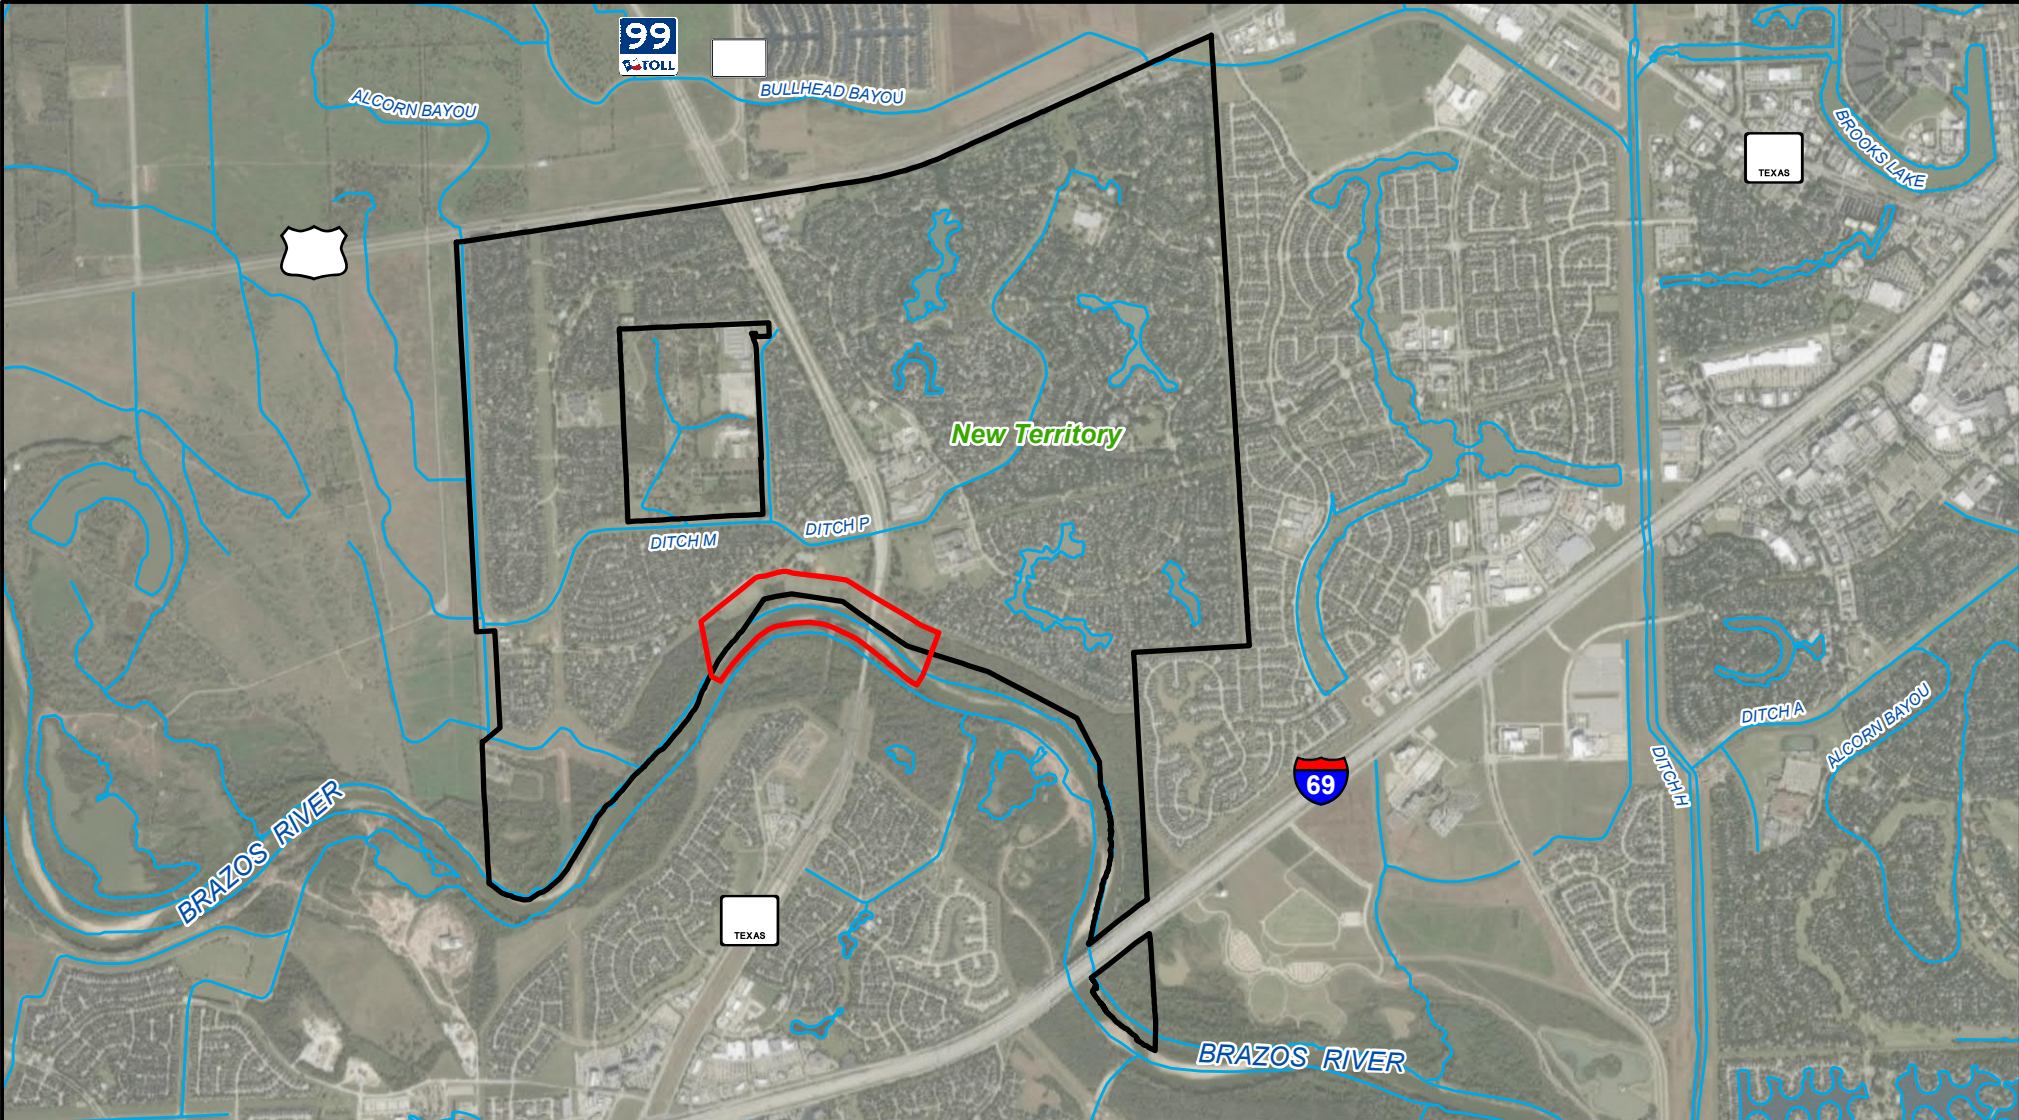 99
TOLL
BULLHEAD BAYOU
ALCORN BAYOU
BROOKS LAKE
TEXAS
New Territory
DITCH P
DITCH M
DITCH A
ALCORN BAYOU
DITCH H
69
BRAZOS RIVER
TEXAS
BRAZOS RIVER